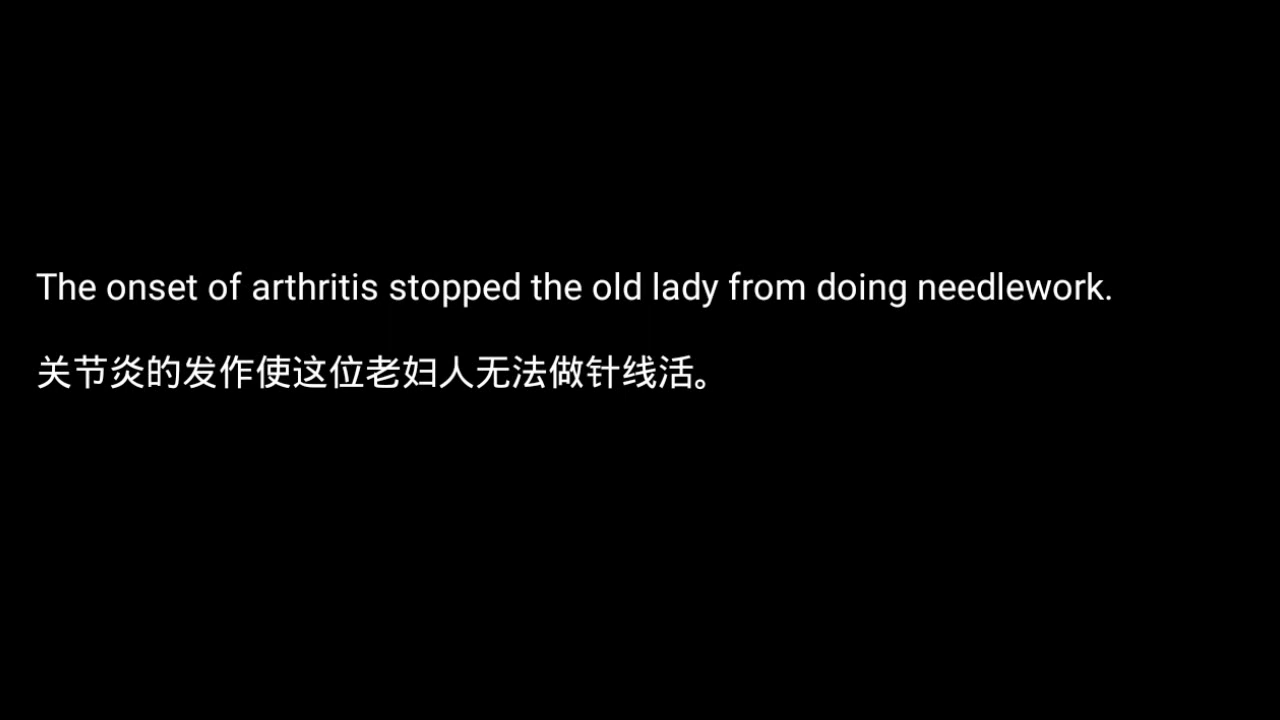 The onset of arthritis stopped the old lady from doing needlework.
关节炎的发作使这位老妇人无法做针线活。